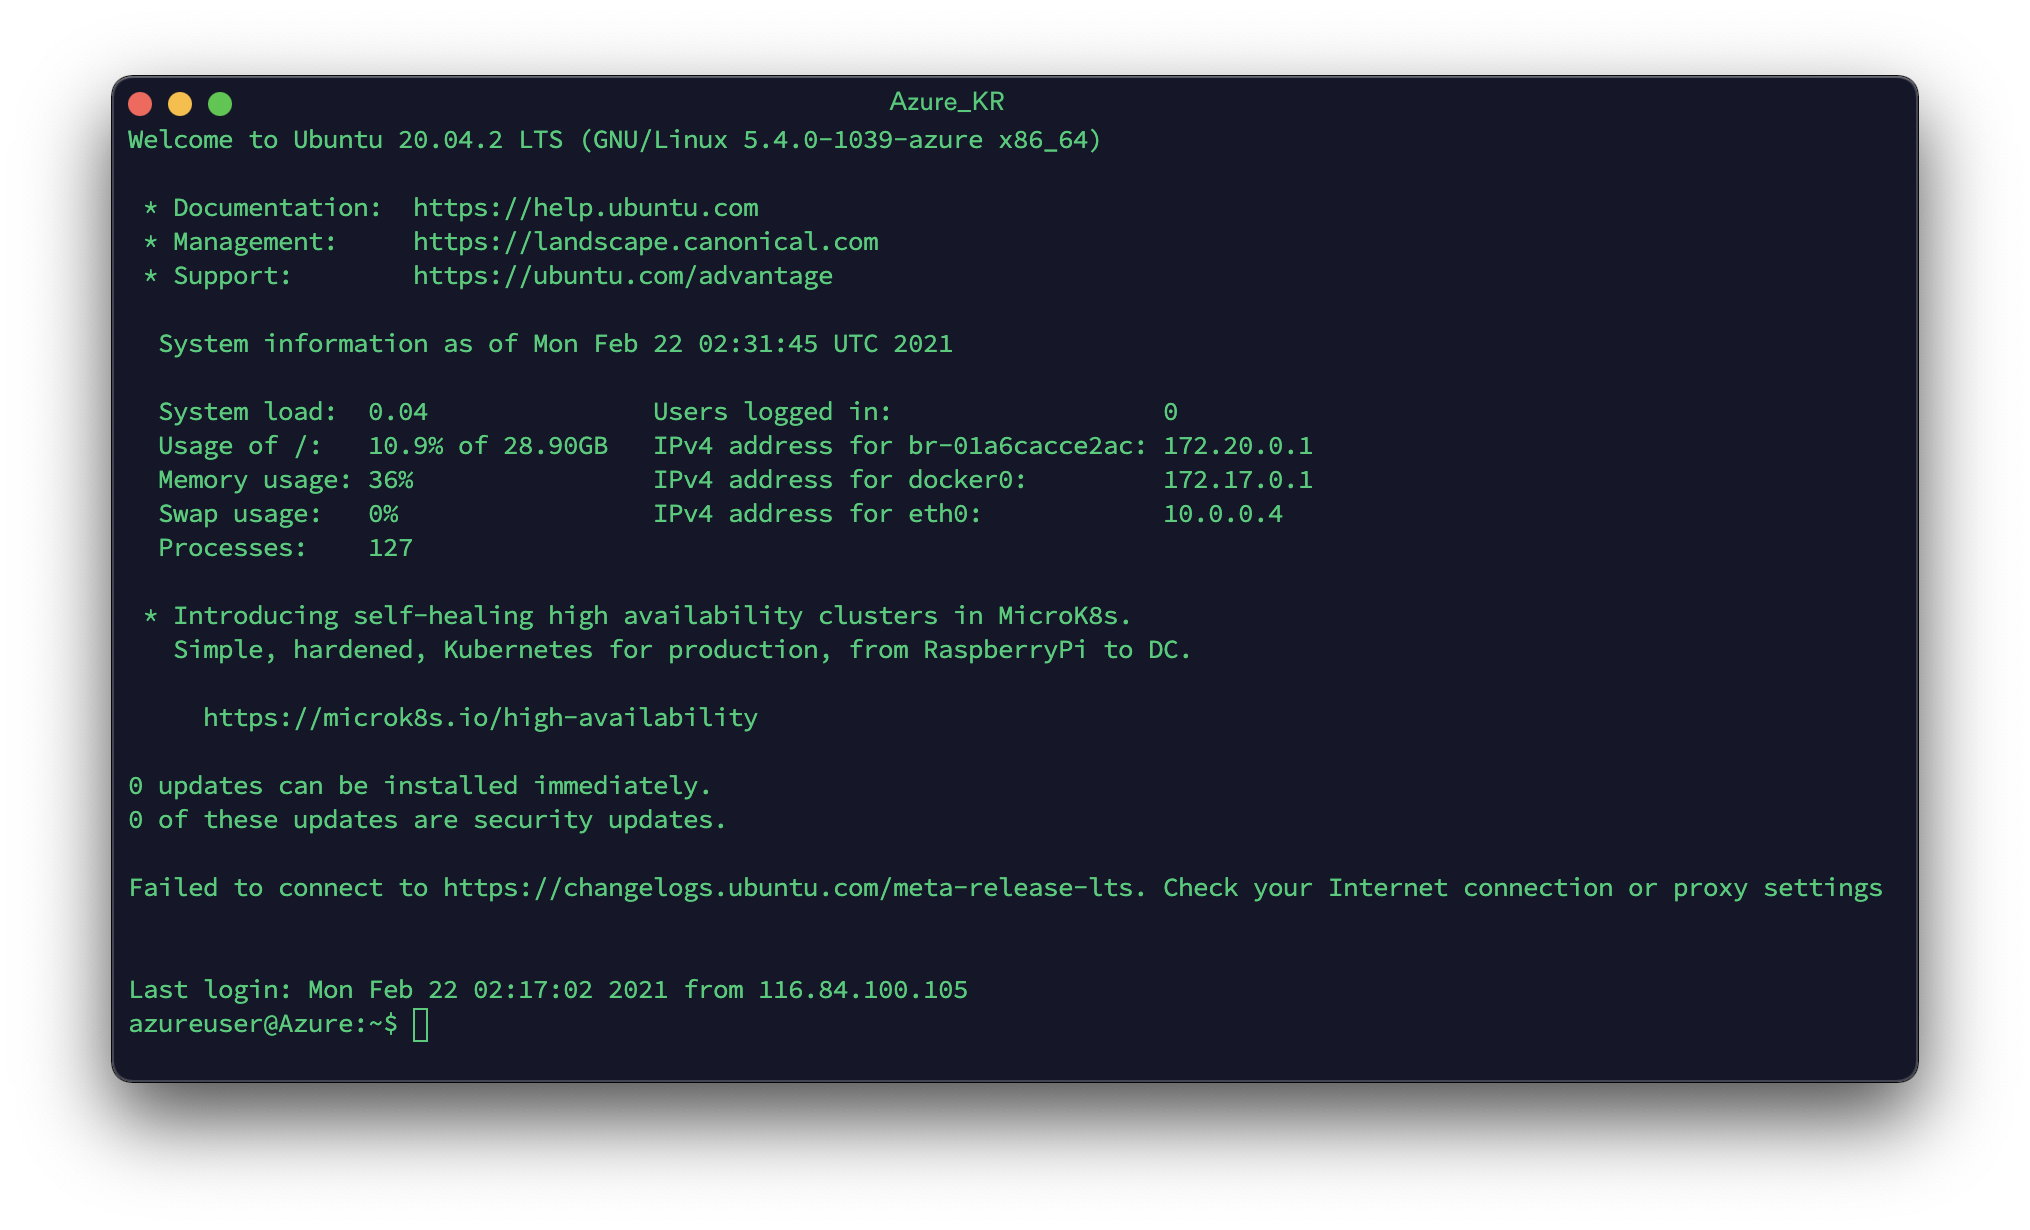 Azure_KR
Welcome to Ubuntu 20.04.2 LTS (GNU/Linux 5.4.0-1039-azure x86_64)
* Documentation:  https://help.ubuntu.com
* Management:     https://landscape.canonical.com
* Support:        https://ubuntu.com/advantage
System information as of Mon Feb 22 02:31:45 UTC 2021
System load:  0.04               Users logged in:                  0
Usage of /:   10.9% of 28.90GB   IPv4 address for br-01a6cacce2ac: 172.20.0.1
Memory usage: 36%                IPv4 address for docker0:         172.17.0.1
Swap usage:   0%                 IPv4 address for eth0:            10.0.0.4
Processes:    127
* Introducing self-healing high availability clusters in MicroK8s.
Simple, hardened, Kubernetes for production, from RaspberryPi to DC.
https://microk8s.io/high-availability
0 updates can be installed immediately.
0 of these updates are security updates.
Failed to connect to https://changelogs.ubuntu.com/meta-release-lts. Check your Internet connection or proxy settings
Last login: Mon Feb 22 02:17:02 2021 from 116.84.100.105
azureuser@Azure:~$